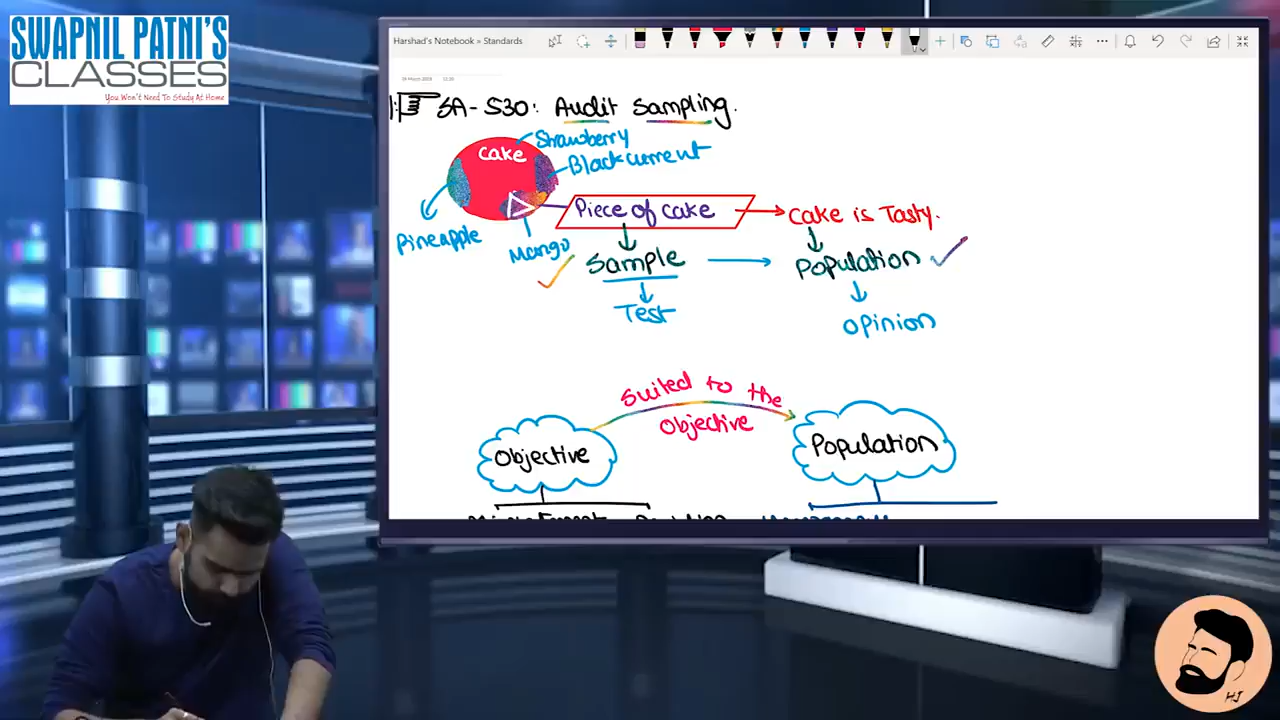 SWAPNIL PATNI'S
CLASSES
You Won't Need To Study At Home
Harshad's Notebook » Standards
SA-530: Audit Sampling.
Cake
Strawberry
Blackcurrent
Piece of cake
Cake is Tasty.
Pineapple
Mango
Sample
Population
Test
Opinion
Suited to the
Objective
Objective
Population
HJ